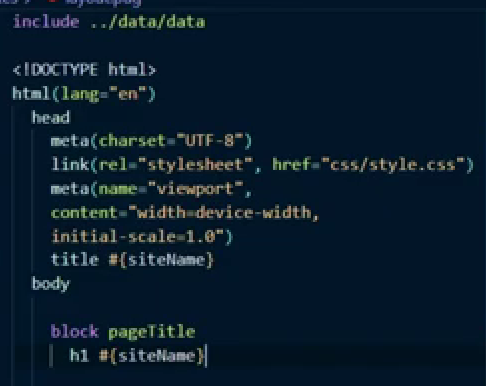 include ../data/data
<!DOCTYPE html>
html(lang="en")
head
meta(charset="UTF-8")
link(rel="stylesheet", href="css/style.css")
meta(name="viewport",
content="width=device-width,
initial-scale=1.0")
title #{siteName}
body
block pageTitle
h1 #{siteName}